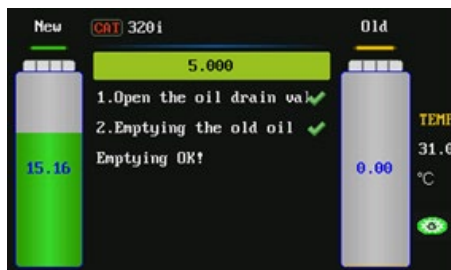 New CAT 320i Old
5.000
1.Open the oil drain val
2.Emptying the old oil
Emptying OK!
15.16
0.00
TEMP
31.0
°C